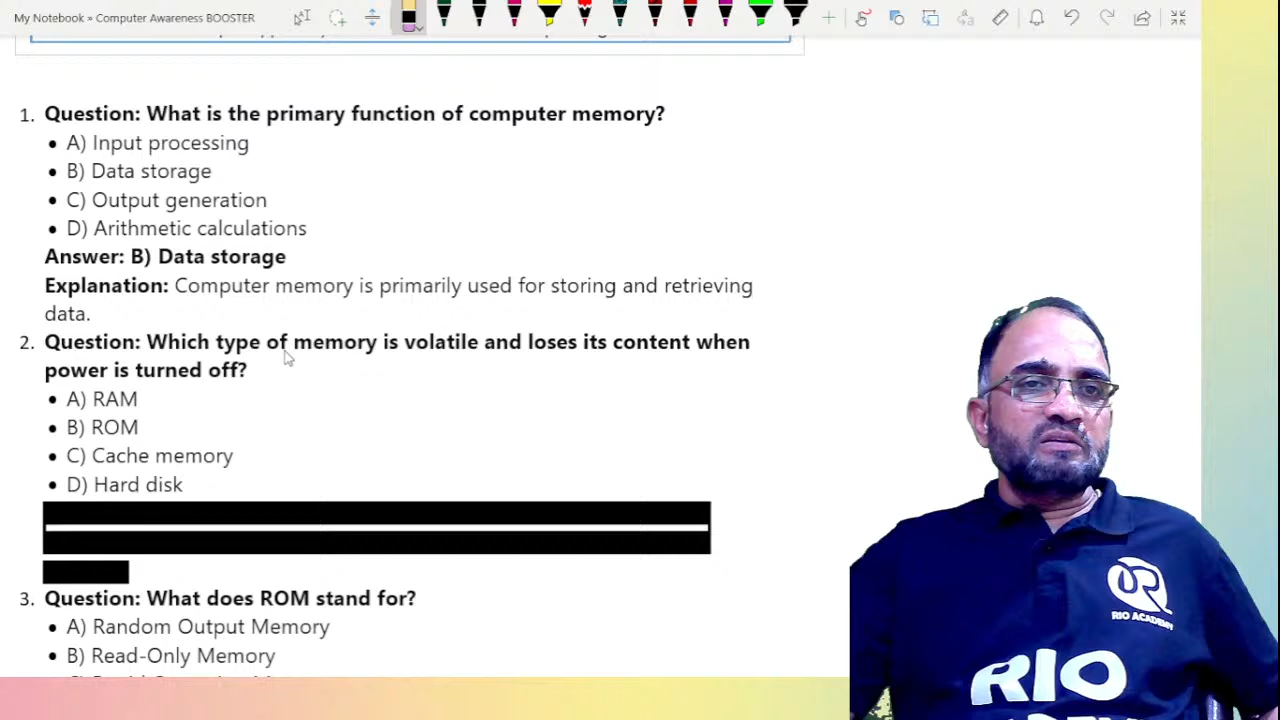 My Notebook » Computer Awareness BOOSTER
1. Question: What is the primary function of computer memory?
• A) Input processing
• B) Data storage
• C) Output generation
• D) Arithmetic calculations
Answer: B) Data storage
Explanation: Computer memory is primarily used for storing and retrieving
data.
2. Question: Which type of memory is volatile and loses its content when
power is turned off?
• A) RAM
• B) ROM
• C) Cache memory
• D) Hard disk
3. Question: What does ROM stand for?
• A) Random Output Memory
• B) Read-Only Memory
RIO ACADEMY
RIO